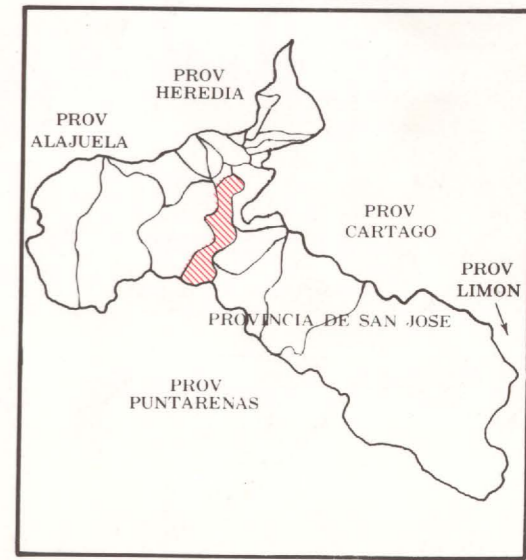 PROV
HEREDIA
PROV
ALAJUELA
PROV
CARTAGO
PROV
LIMON
PROVINCIA DE SAN JOSE
PROV
PUNTARENAS